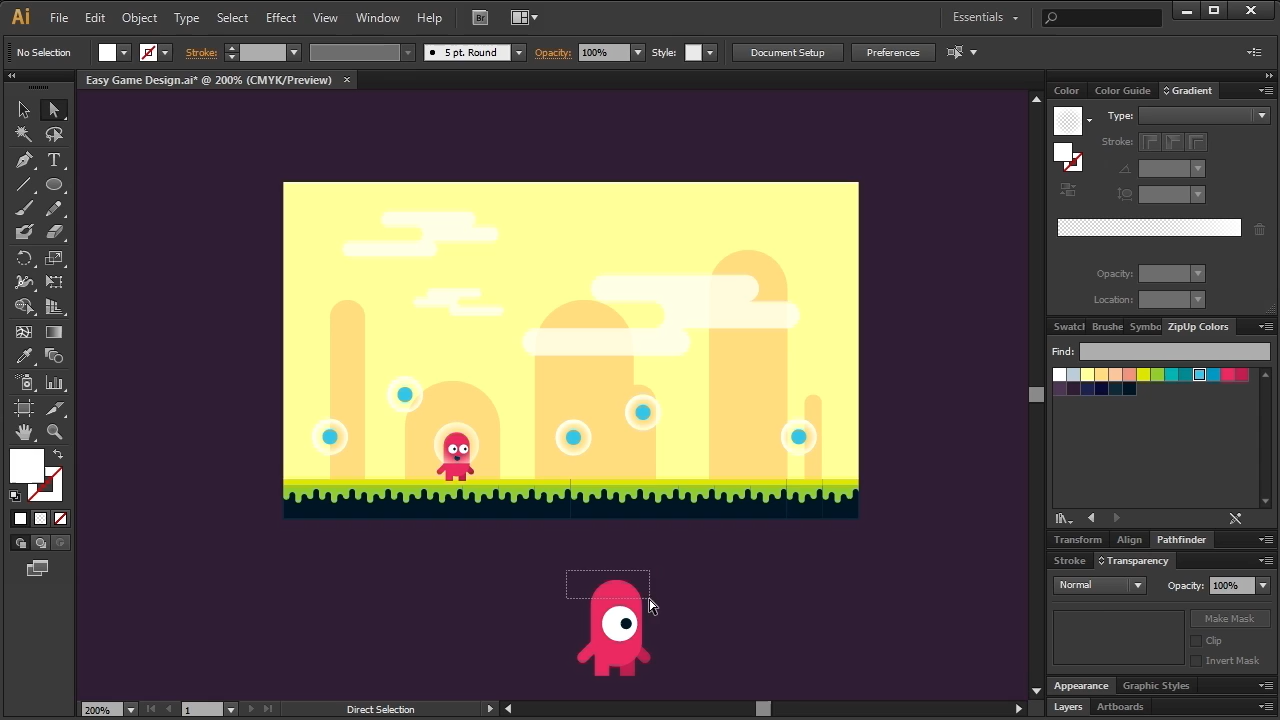 Ai File Edit Object Type Select Effect View Window Help Br Essentials
No Selection Stroke: 5 pt. Round Opacity: 100% Style: Document Setup Preferences
Easy Game Design.ai* @ 200% (CMYK/Preview) ×
Color Color Guide Gradient
Type:
Stroke:
Opacity:
Location:
Swatcl Brushe Symbo ZipUp Colors
Find:
Transform Align Pathfinder
Stroke Transparency
Normal Opacity: 100%
Make Mask
Clip
Invert Mask
Appearance Graphic Styles
Layers Artboards
200% 1 Direct Selection